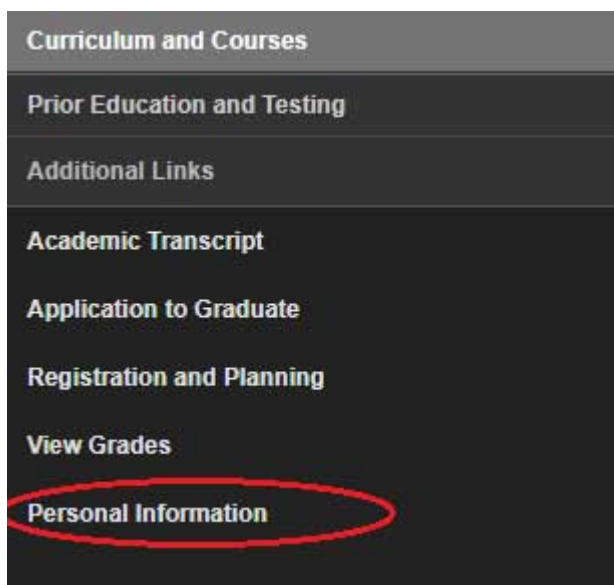 Curriculum and Courses
Prior Education and Testing
Additional Links
Academic Transcript
Application to Graduate
Registration and Planning
View Grades
Personal Information